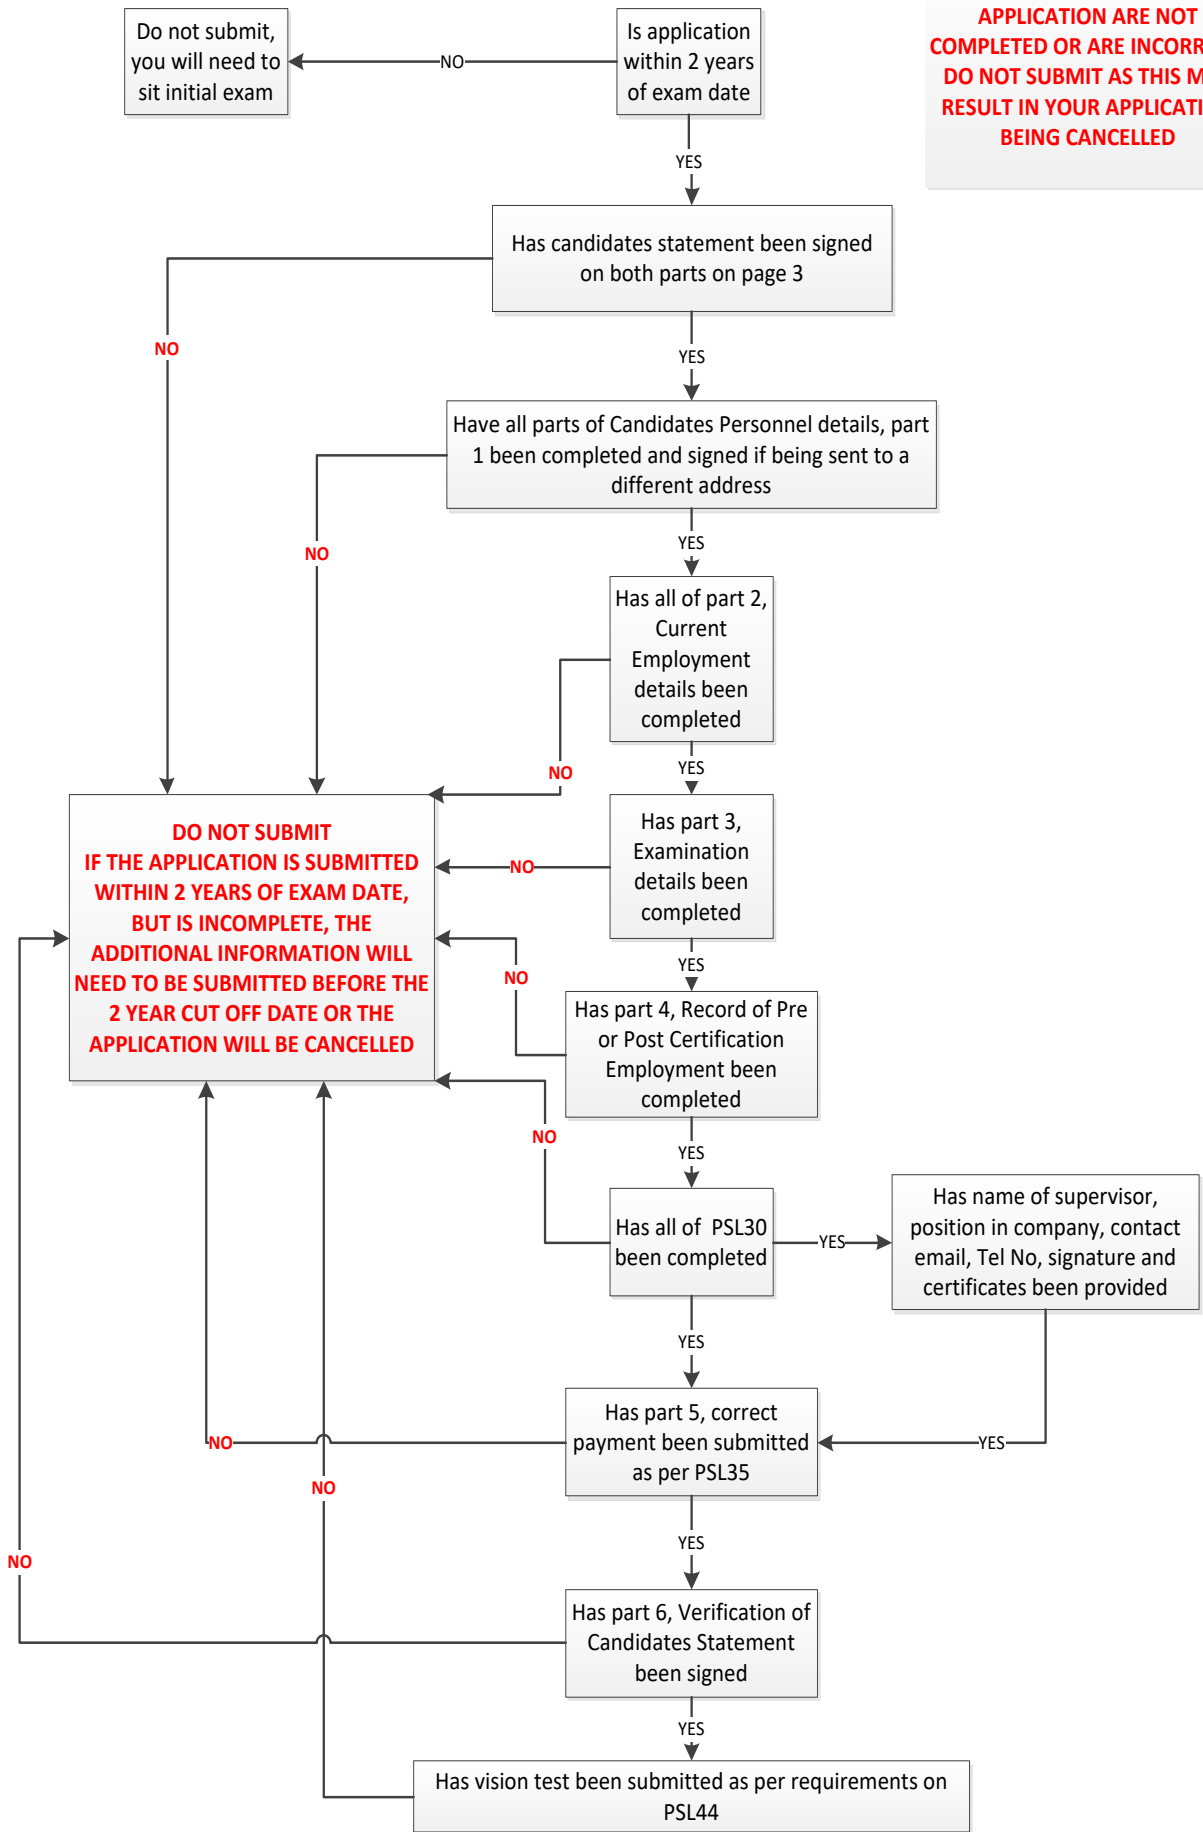 Do not submit,
you will need to
sit initial exam
NO
Is application
within 2 years
of exam date
APPLICATION ARE NOT
COMPLETED OR ARE
DO NOT SUBMIT AS THIS
RESULT IN YOUR
BEING CANCELLED
YES
Has candidates statement been signed
on both parts on page 3
NO
YES
Have all parts of Candidates Personnel details, part
1 been completed and signed if being sent to a
different address
NO
YES
Has all of part 2,
Current
Employment
details been
completed
NO
YES
DO NOT SUBMIT
IF THE APPLICATION IS SUBMITTED
WITHIN 2 YEARS OF EXAM DATE,
BUT IS INCOMPLETE, THE
ADDITIONAL INFORMATION WILL
NEED TO BE SUBMITTED BEFORE THE
2 YEAR CUT OFF DATE OR THE
APPLICATION WILL BE CANCELLED
NO
Has part 3,
Examination
details been
completed
YES
NO
Has part 4, Record of Pre
or Post Certification
Employment been
completed
NO
YES
Has all of PSL30
been completed
YES
Has name of supervisor,
position in company, contact
email, Tel No, signature and
certificates been provided
YES
NO
Has part 5, correct
payment been submitted
as per PSL35
YES
NO
YES
NO
Has part 6, Verification of
Candidates Statement
been signed
YES
Has vision test been submitted as per requirements on
PSL44